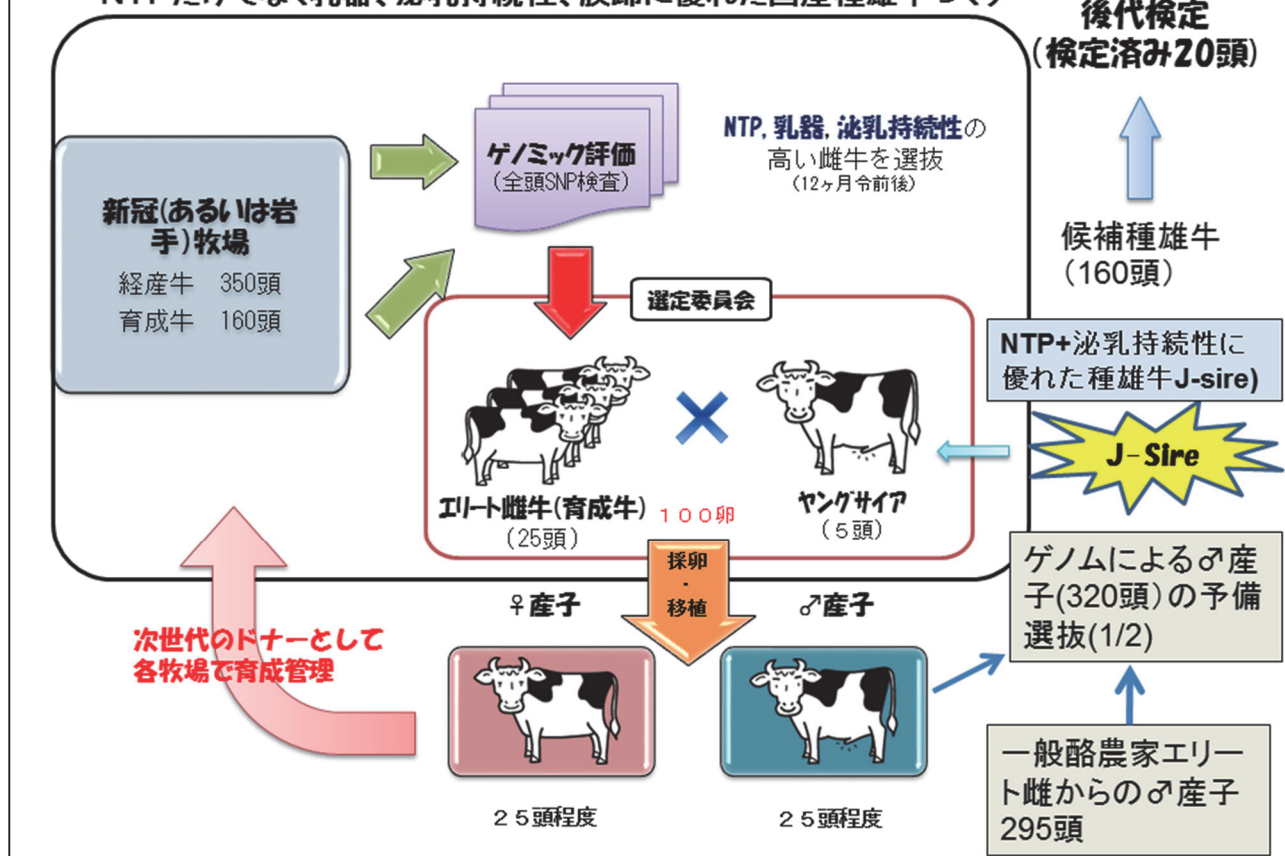 後代検定
(検定済み20頭)
ゲノミック評価
(全頭SNP検査)
NTP, 乳器, 泌乳持続性の
高い雌牛を選抜
(12ヶ月令前後)
新冠(あるいは岩
手)牧場
経産牛 350頭
育成牛 160頭
候補種雄牛
(160頭)
選定委員会
NTP+泌乳持続性に
優れた種雄牛J-sire)
J-Sire
エリート雌牛(育成牛)
(25頭)
100卵
ヤングサイア
(5頭)
採卵
・
移植
ゲノムによる♂産
子(320頭)の予備
選抜(1/2)
♀産子
♂産子
次世代のドナーとして
各牧場で育成管理
一般酪農家エリー
ト雌からの♂産子
295頭
25頭程度
25頭程度